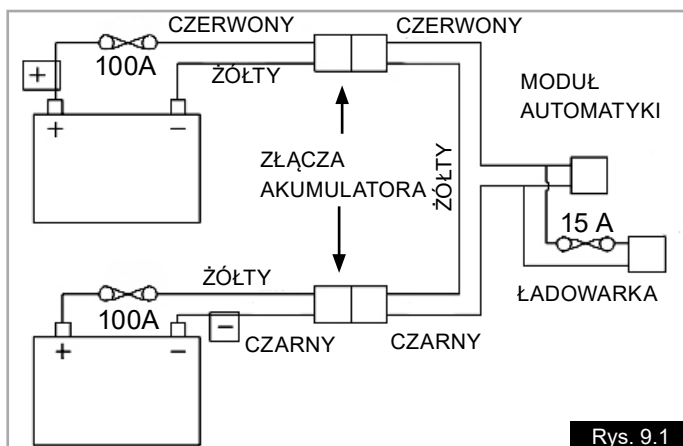 CZERWONY
CZERWONY
100A
+
ŻÓŁTY
+ −
MODUŁ
AUTOMATYKI
ZŁĄCZA
AKUMULATORA
ŻÓŁTY
15 A
ŻÓŁTY
ŁADOWARKA
100A
+ −
−
CZARNY
CZARNY
Rys. 9.1